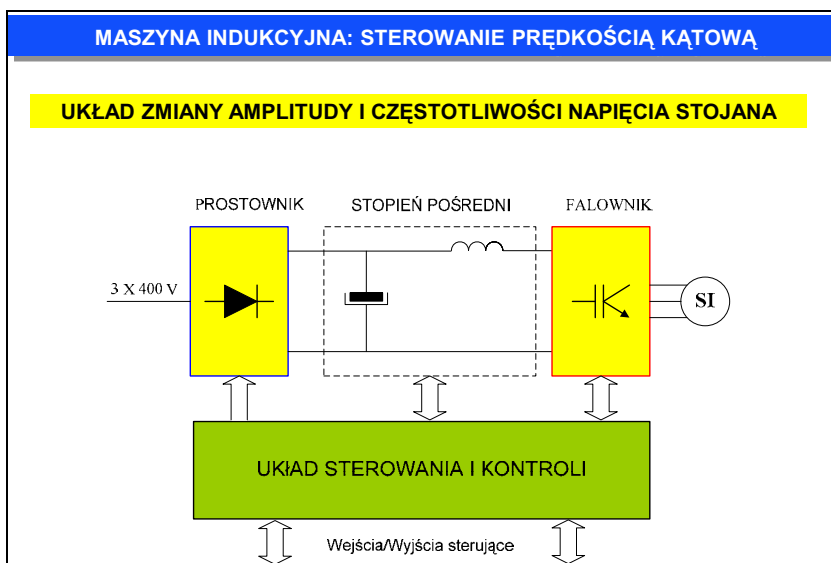 MASZYNA INDUKCYJNA: STEROWANIE PRĘDKOŚCIĄ KĄTOWĄ
UKŁAD ZMIANY AMPLITUDY I CZĘSTOTLIWOŚCI NAPIĘCIA STOJANA
PROSTOWNIK STOPIEŃ POŚREDNI FALOWNIK
3 X 400 V
SI
UKŁAD STEROWANIA I KONTROLI
Wejścia/Wyjścia sterujące